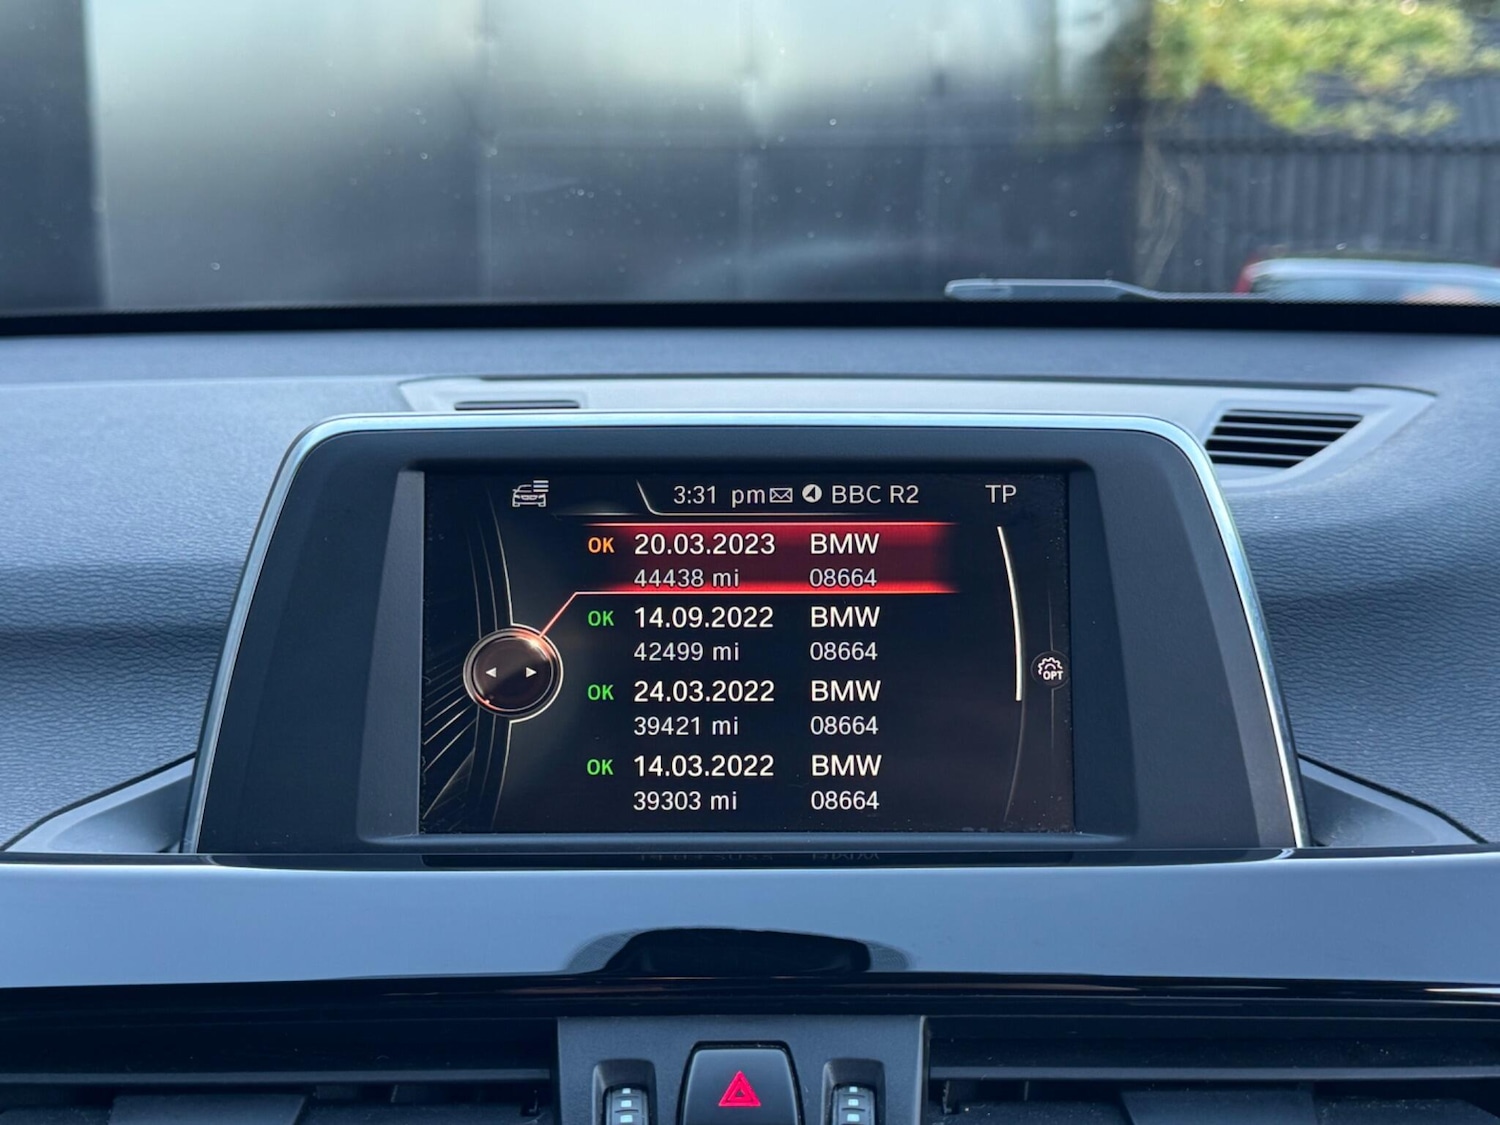 3:31 pm BBC R2 TP
OK 20.03.2023 BMW
44438 mi 08664
OK 14.09.2022 BMW
42499 mi 08664
OPT
OK 24.03.2022 BMW
39421 mi 08664
OK 14.03.2022 BMW
39303 mi 08664